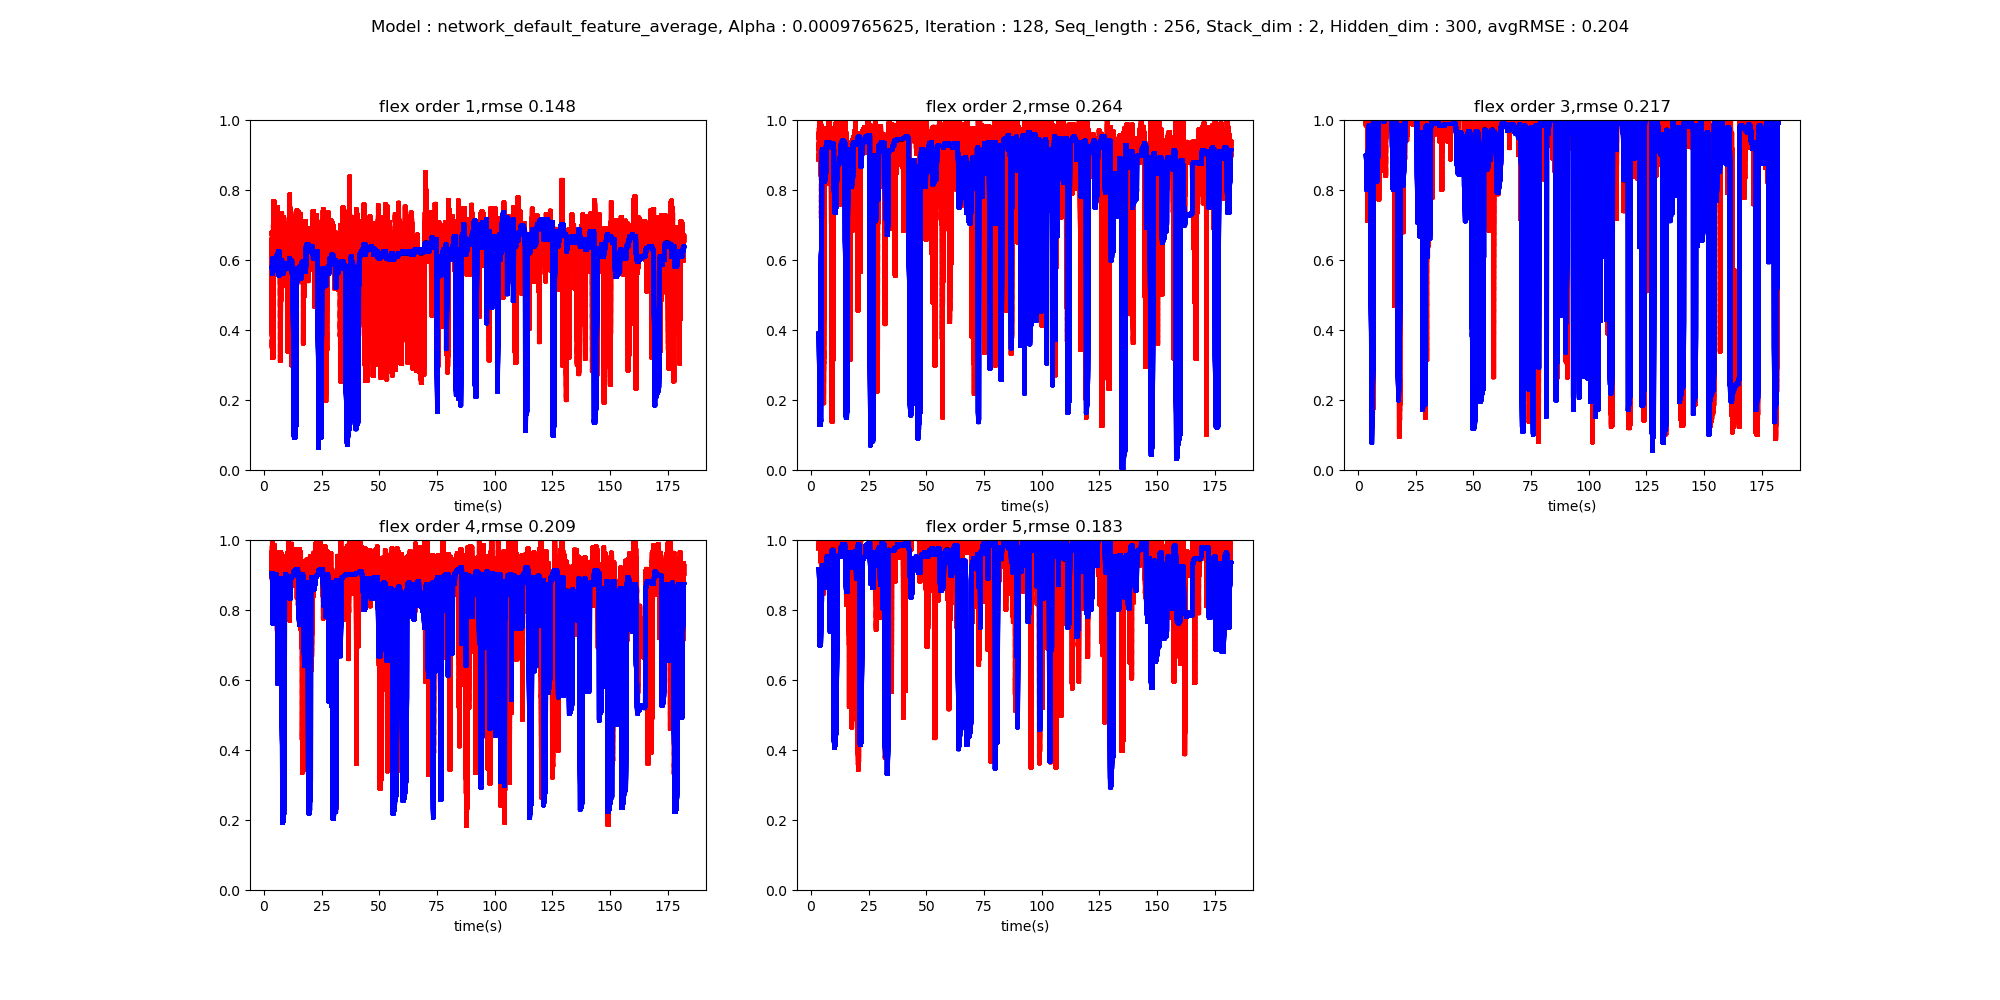 Model : network_default_feature_average, Alpha : 0.0009765625, Iteration : 128, Seq_length : 256, Stack_dim : 2, Hidden_dim : 300, avgRMSE : 0.204
flex order 1,rmse 0.148
1.0
0.8
0.6
0.4
0.2
0.0
0 25 50 75 100 125 150 175
time(s)
flex order 2,rmse 0.264
1.0
0.8
0.6
0.4
0.2
0.0
0 25 50 75 100 125 150 175
time(s)
flex order 3,rmse 0.217
1.0
0.8
0.6
0.4
0.2
0.0
0 25 50 75 100 125 150 175
time(s)
flex order 4,rmse 0.209
1.0
0.8
0.6
0.4
0.2
0.0
0 25 50 75 100 125 150 175
time(s)
flex order 5,rmse 0.183
1.0
0.8
0.6
0.4
0.2
0.0
0 25 50 75 100 125 150 175
time(s)